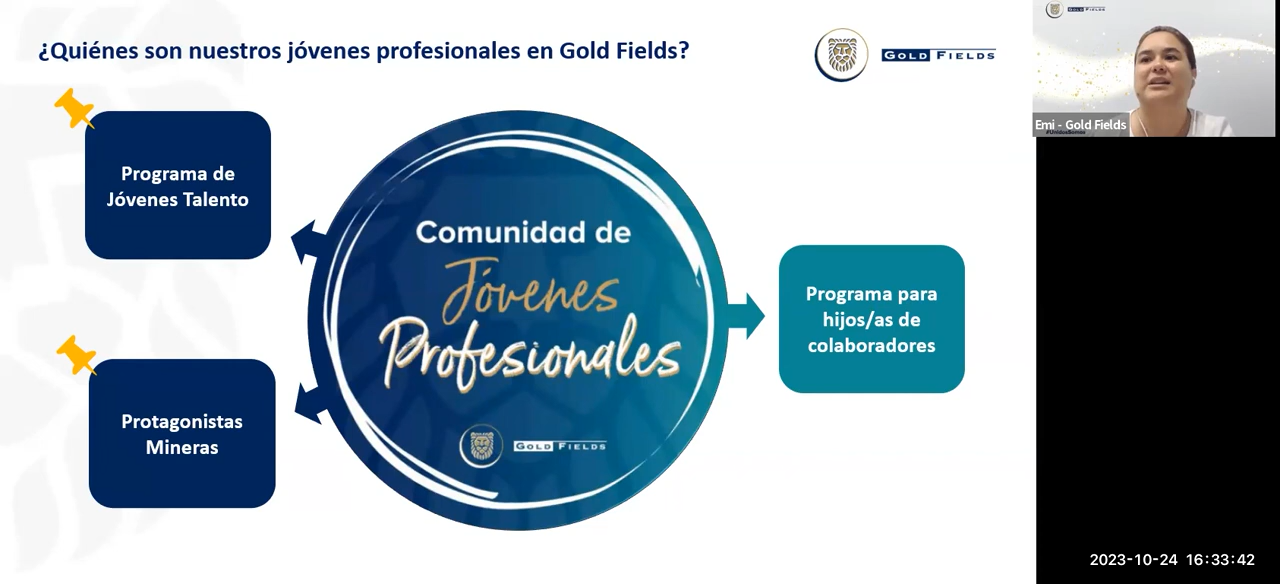 ¿Quiénes son nuestros jóvenes profesionales en Gold Fields?
GOLD FIELDS
Programa de
Jóvenes Talento
Protagonistas
Mineras
Comunidad de
Jóvenes
Profesionales
GOLD FIELDS
Programa para
hijos/as de
colaboradores
GOLD FIELDS
Emi - Gold Fields
2023-10-24 16:33:42